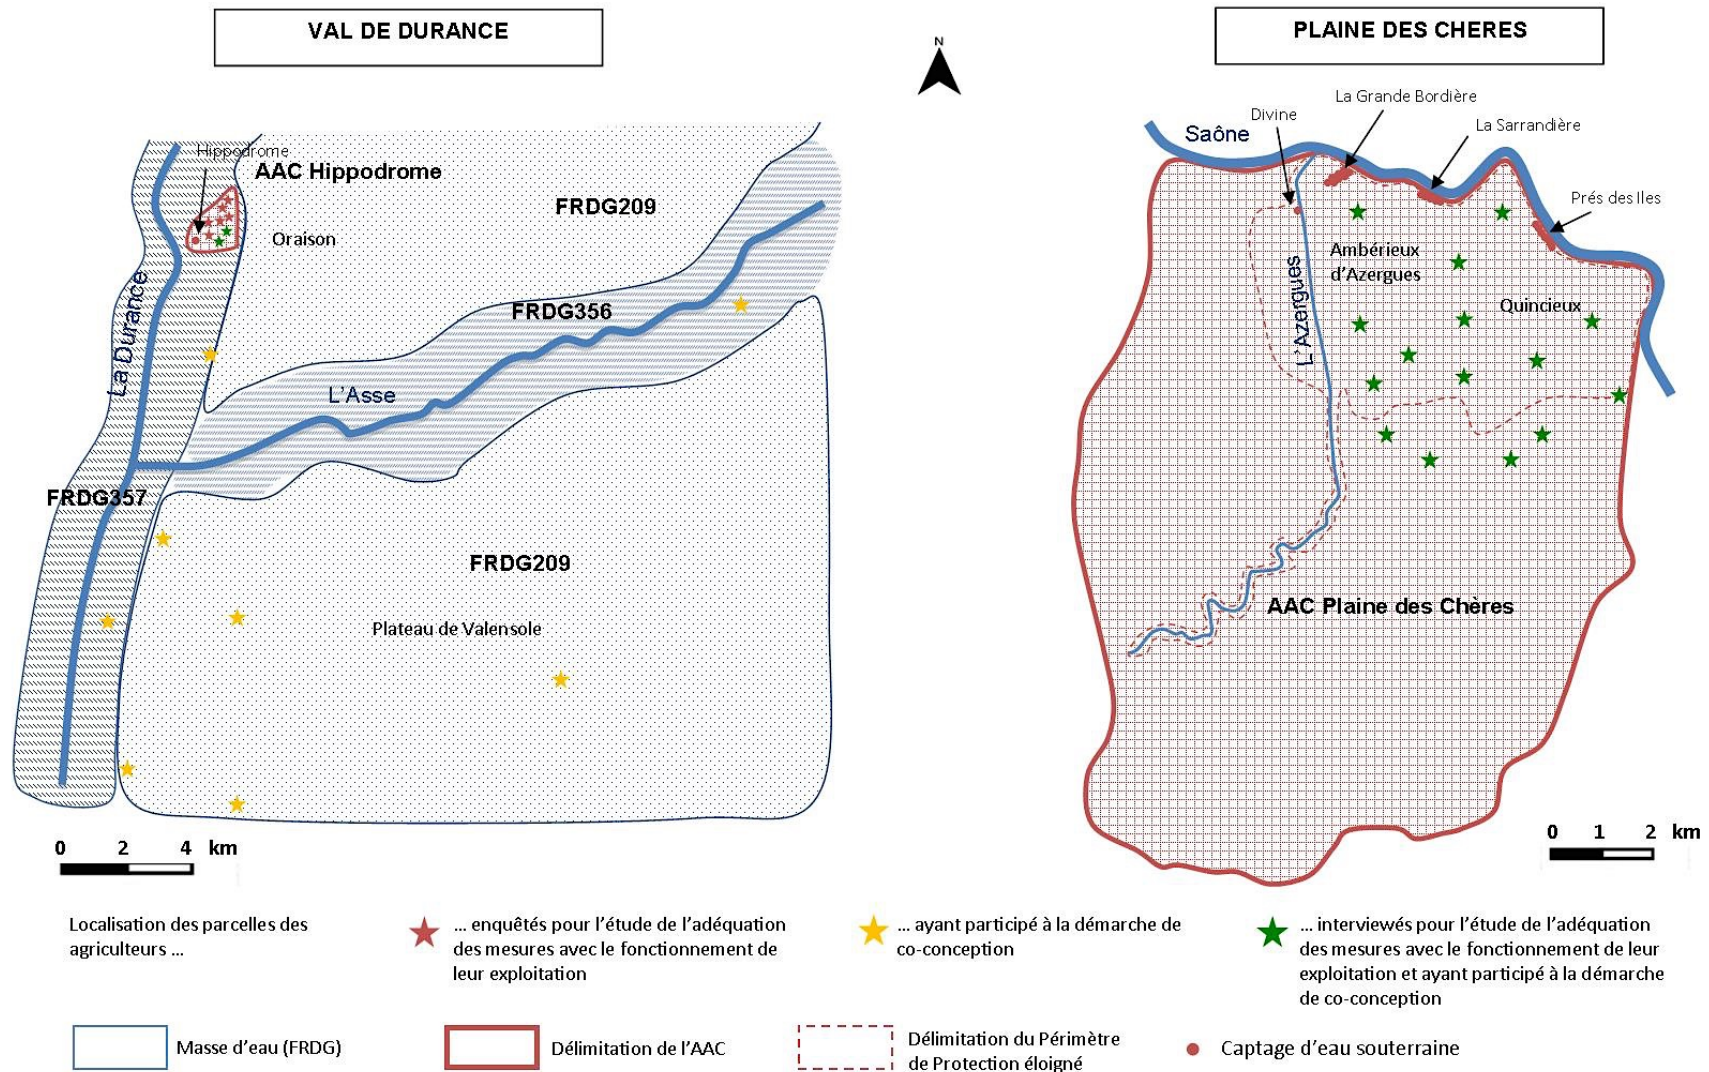 VAL DE DURANCE
PLAINE DES CHERES
N
Hippodrome
AAC Hippodrome
FRDG209
Oraison
La Durance
FRDG356
L'Asse
FRDG357
FRDG209
Plateau de Valensole
0 2 4 km
La Grande Bordière
Divine
La Sarrandière
Saône
Prés des Iles
Ambérieux
d'Azergues
L'Azergues
Quincieux
AAC Plaine des Chères
0 1 2 km
Localisation des parcelles des
agriculteurs ...
... enquêtés pour l'étude de l'adéquation
des mesures avec le fonctionnement de
leur exploitation
... ayant participé à la démarche de
co-conception
... interviewés pour l'étude de l'adéquation
des mesures avec le fonctionnement de leur
exploitation et ayant participé à la démarche
de co-conception
Masse d'eau (FRDG)
Délimitation de l'AAC
Délimitation du Périmètre
de Protection éloigné
Captage d'eau souterraine